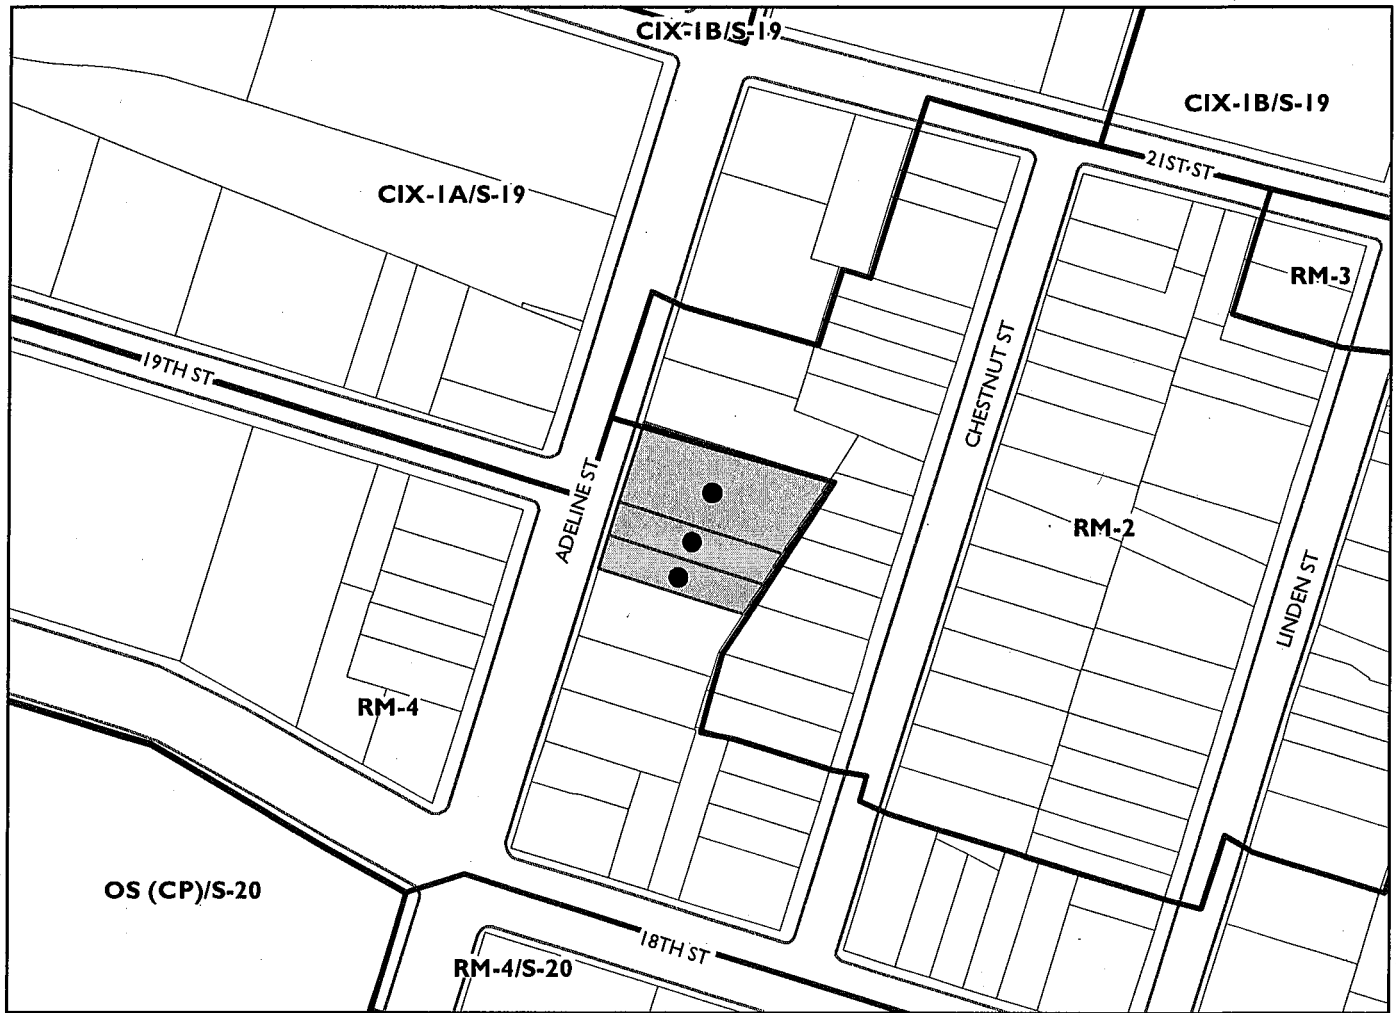 CIX-1B/S-19
CIX-1B/S-19
21ST ST
CIX-1A/S-19
RM-3
19TH ST
CHESTNUT ST
ADELINE ST
RM-2
LINDEN ST
RM-4
OS (CP)/S-20
18TH ST
RM-4/S-20